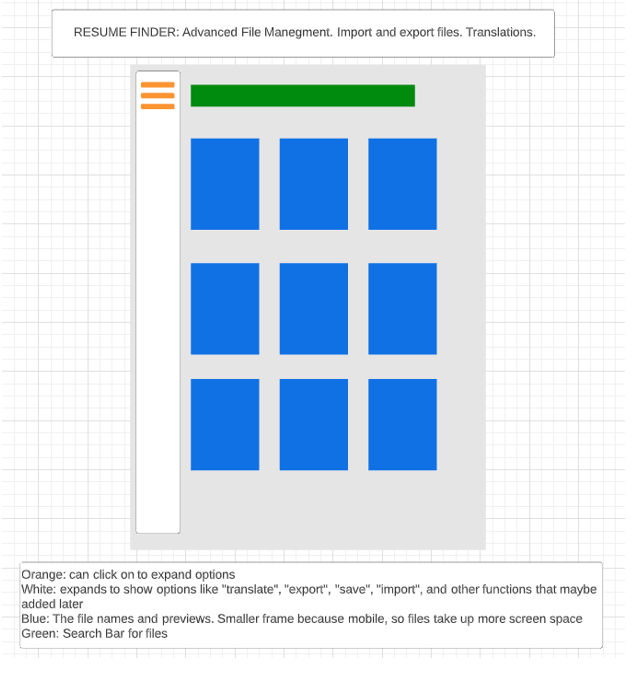 RESUME FINDER: Advanced File Manegment. Import and export files. Translations.
Orange: can click on to expand options
White: expands to show options like "translate", "export", "save", "import", and other functions that maybe
added later
Blue: The file names and previews. Smaller frame because mobile, so files take up more screen space
Green: Search Bar for files